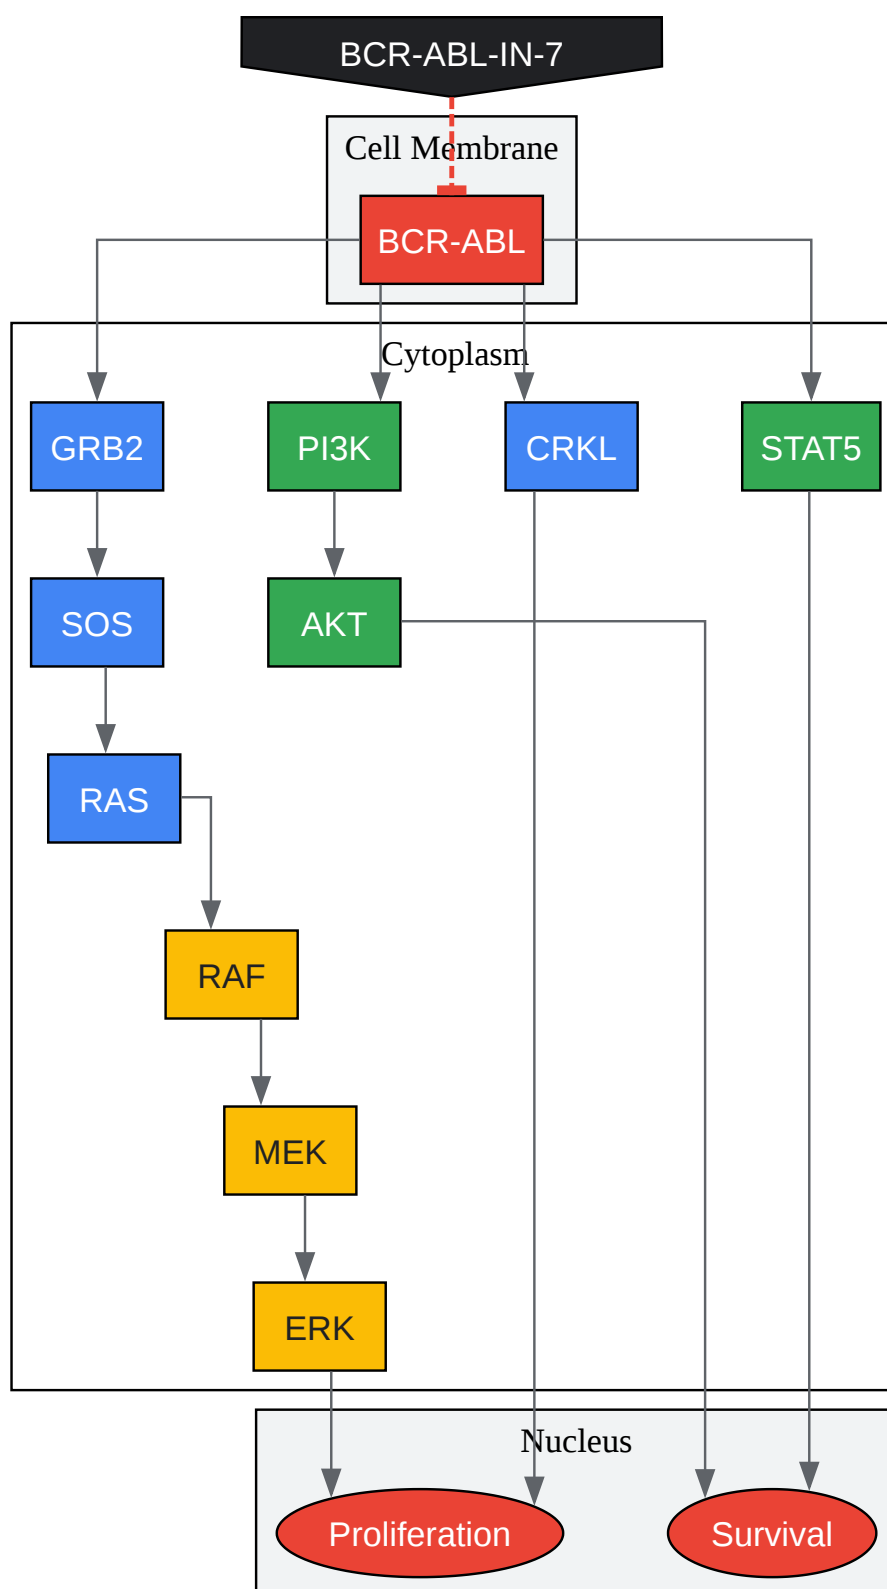 BCR-ABL-IN-7
Cell Membrane
BCR-ABL
Cytoplasm
GRB2
PI3K
CRKL
STAT5
SOS
AKT
RAS
RAF
MEK
ERK
Nucleus
Proliferation
Survival